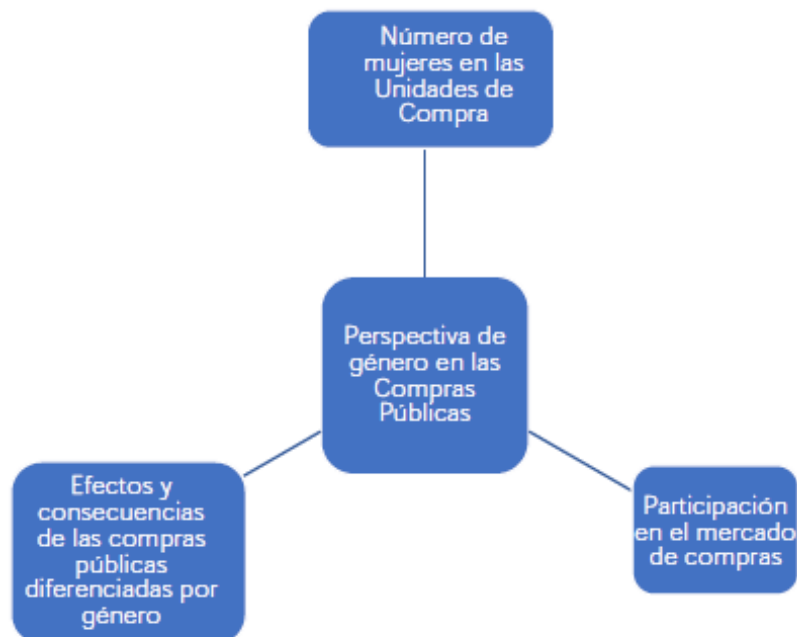 Número de
mujeres en las
Unidades de
Compra
Perspectiva de
género en las
Compras
Públicas
Efectos y
consecuencias
de las compras
públicas
diferenciadas por
género
Participación
en el mercado
de compras